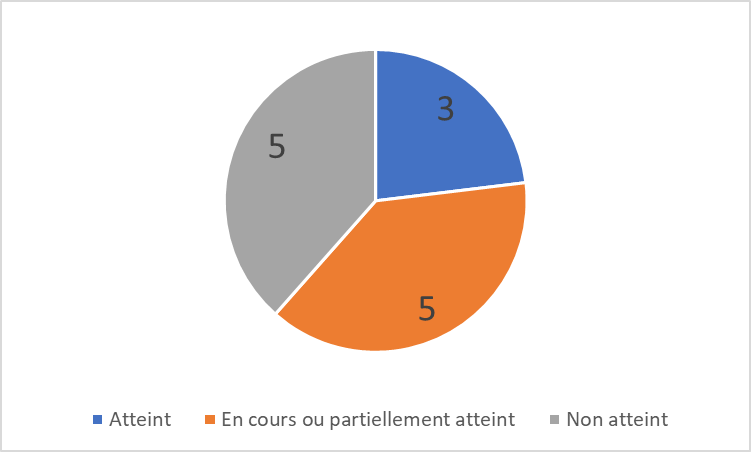 3
5
5
Atteint
En cours ou partiellement atteint
Non atteint